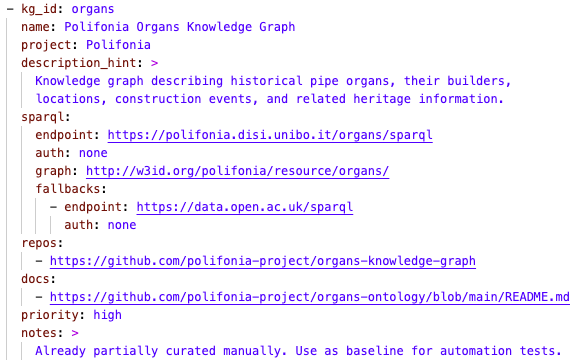 - kg_id: organs
name: Polifonia Organs Knowledge Graph
project: Polifonia
description_hint: >
Knowledge graph describing historical pipe organs, their builders,
locations, construction events, and related heritage information.
sparql:
endpoint: https://polifonia.disi.unibo.it/organs/sparql
auth: none
graph: http://w3id.org/polifonia/resource/organs/
fallbacks:
- endpoint: https://data.open.ac.uk/sparql
auth: none
repos:
- https://github.com/polifonia-project/organs-knowledge-graph
docs:
- https://github.com/polifonia-project/organs-ontology/blob/main/README.md
priority: high
notes: >
Already partially curated manually. Use as baseline for automation tests.